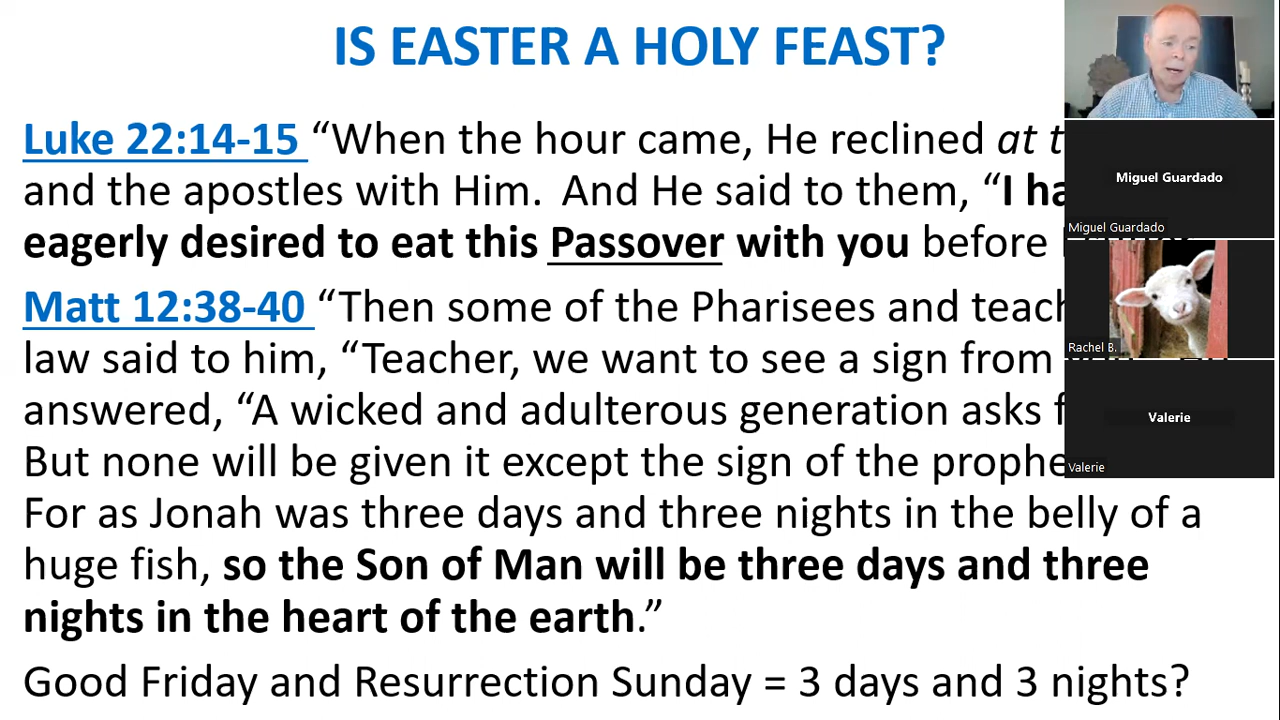 IS EASTER A HOLY FEAST?
Luke 22:14-15 “When the hour came, He reclined at t
and the apostles with Him. And He said to them, “I ha
eagerly desired to eat this Passover with you before
Matt 12:38-40 “Then some of the Pharisees and teach
law said to him, “Teacher, we want to see a sign from
answered, “A wicked and adulterous generation asks f
But none will be given it except the sign of the prophe
For as Jonah was three days and three nights in the belly of a
huge fish, so the Son of Man will be three days and three
nights in the heart of the earth.”
Good Friday and Resurrection Sunday = 3 days and 3 nights?
Miguel Guardado
Miguel Guardado
Rachel B.
Valerie
Valerie